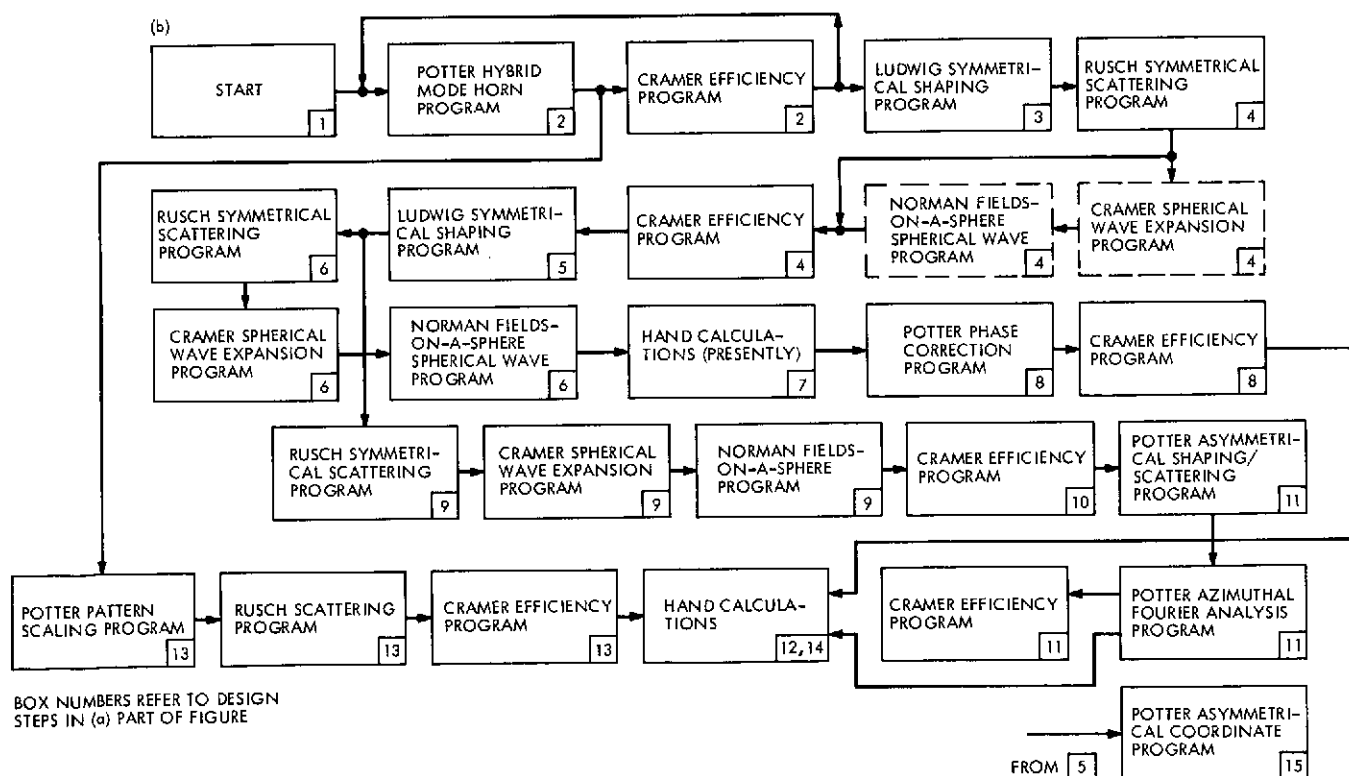 (b)
START
1
POTTER HYBRID
MODE HORN
PROGRAM
2
CRAMER EFFICIENCY
PROGRAM
2
LUDWIG SYMMETRI-
CAL SHAPING
PROGRAM
3
RUSCH SYMMETRICAL
SCATTERING
PROGRAM
4
RUSCH SYMMETRICAL
SCATTERING
PROGRAM
6
LUDWIG SYMMETRI-
CAL SHAPING
PROGRAM
5
CRAMER EFFICIENCY
PROGRAM
4
NORMAN FIELDS-
ON-A-SPHERE
SPHERICAL WAVE
PROGRAM
4
CRAMER SPHERICAL
WAVE EXPANSION
PROGRAM
4
CRAMER SPHERICAL
WAVE EXPANSION
PROGRAM
6
NORMAN FIELDS-
ON-A-SPHERE
SPHERICAL WAVE
PROGRAM
6
HAND CALCULA-
TIONS (PRESENTLY)
7
POTTER PHASE
CORRECTION
PROGRAM
8
CRAMER EFFICIENCY
PROGRAM
8
RUSCH SYMMETRI-
CAL SCATTERING
PROGRAM
9
CRAMER SPHERICAL
WAVE EXPANSION
PROGRAM
9
NORMAN FIELDS-
ON-A-SPHERE
PROGRAM
9
CRAMER EFFICIENCY
PROGRAM
10
POTTER ASYMMETRI-
CAL SHAPING/
SCATTERING
PROGRAM
11
POTTER PATTERN
SCALING PROGRAM
13
RUSCH SCATTERING
PROGRAM
13
CRAMER EFFICIENCY
PROGRAM
13
HAND CALCULA-
TIONS
12,14
CRAMER EFFICIENCY
PROGRAM
11
POTTER AZIMUTHAL
FOURIER ANALYSIS
PROGRAM
11
BOX NUMBERS REFER TO DESIGN
STEPS IN (a) PART OF FIGURE
FROM 5
POTTER ASYMMETRI-
CAL COORDINATE
PROGRAM
15